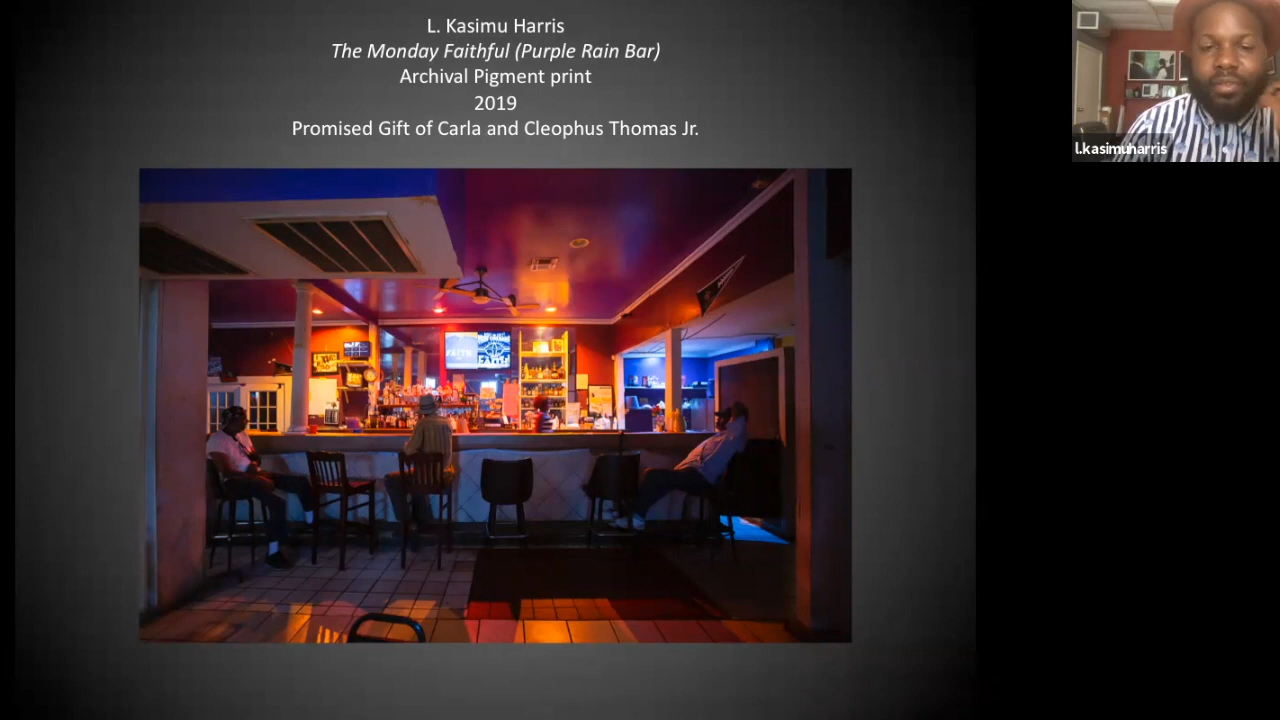 L. Kasimu Harris
The Monday Faithful (Purple Rain Bar)
Archival Pigment print
2019
Promised Gift of Carla and Cleophus Thomas Jr.
l.kasimuharris
FAITH
FAITH